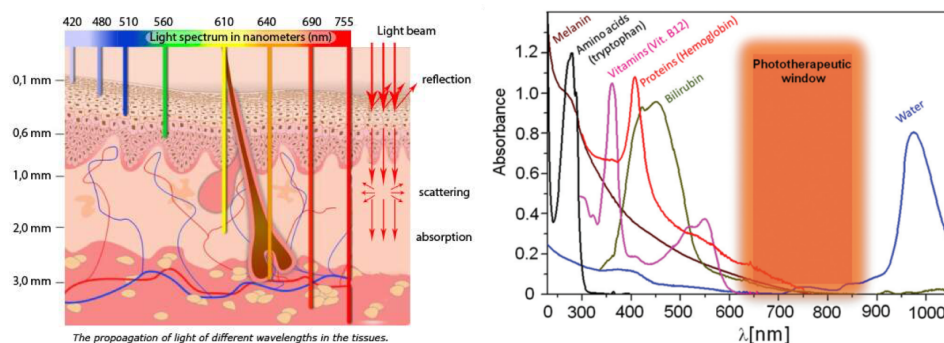 420 480 510 560 610 640 690 755
Light spectrum in nanometers (nm)
Light beam
0,1 mm
reflection
0,6 mm
1,0 mm
scattering
2,0 mm
absorption
3,0 mm
The propoagation of light of different wavelengths in the tissues.
Melanin
Amino acids
(tryptophan)
Vitamins (Vit. B12)
Proteins (Hemoglobin)
Bilirubin
Phototherapeutic
window
Water
Absorbance
1.2
1.0
0.8
0.6
0.4
0.2
0
300 400 500 600 700 800 900 1000
λ[nm]